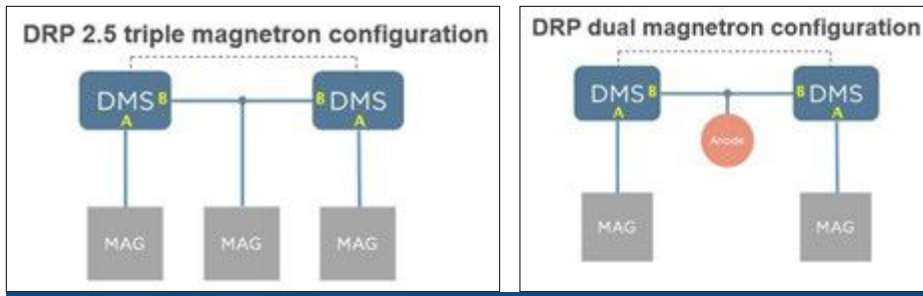 DRP 2.5 triple magnetron configuration
DMS B
A
B DMS
A
MAG
MAG
MAG
DRP dual magnetron configuration
DMS B
A
B DMS
A
Anode
MAG
MAG